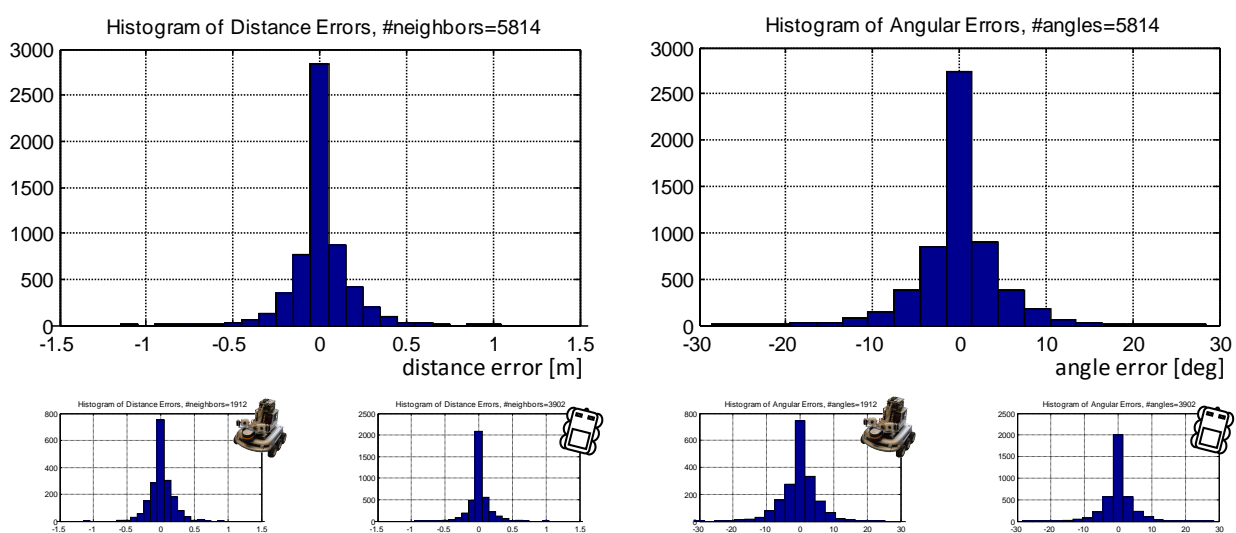 Histogram of Distance Errors, #neighbors=5814
3000
2500
2000
1500
1000
500
0
-1.5 -1 -0.5 0 0.5 1 1.5
distance error [m]
Histogram of Angular Errors, #angles=5814
3000
2500
2000
1500
1000
500
0
-30 -20 -10 0 10 20 30
angle error [deg]
Histogram of Distance Errors, #neighbors=1912
800
600
400
200
0
-1.5 -1 -0.5 0 0.5 1 1.5
Histogram of Distance Errors, #neighbors=3902
2500
2000
1500
1000
500
0
-1.5 -1 -0.5 0 0.5 1 1.5
Histogram of Angular Errors, #angles=1912
800
600
400
200
-30 -20 -10 0 10 20 30
Histogram of Angular Errors, #angles=3902
2500
2000
1500
1000
500
0
-30 -20 -10 0 10 20 30